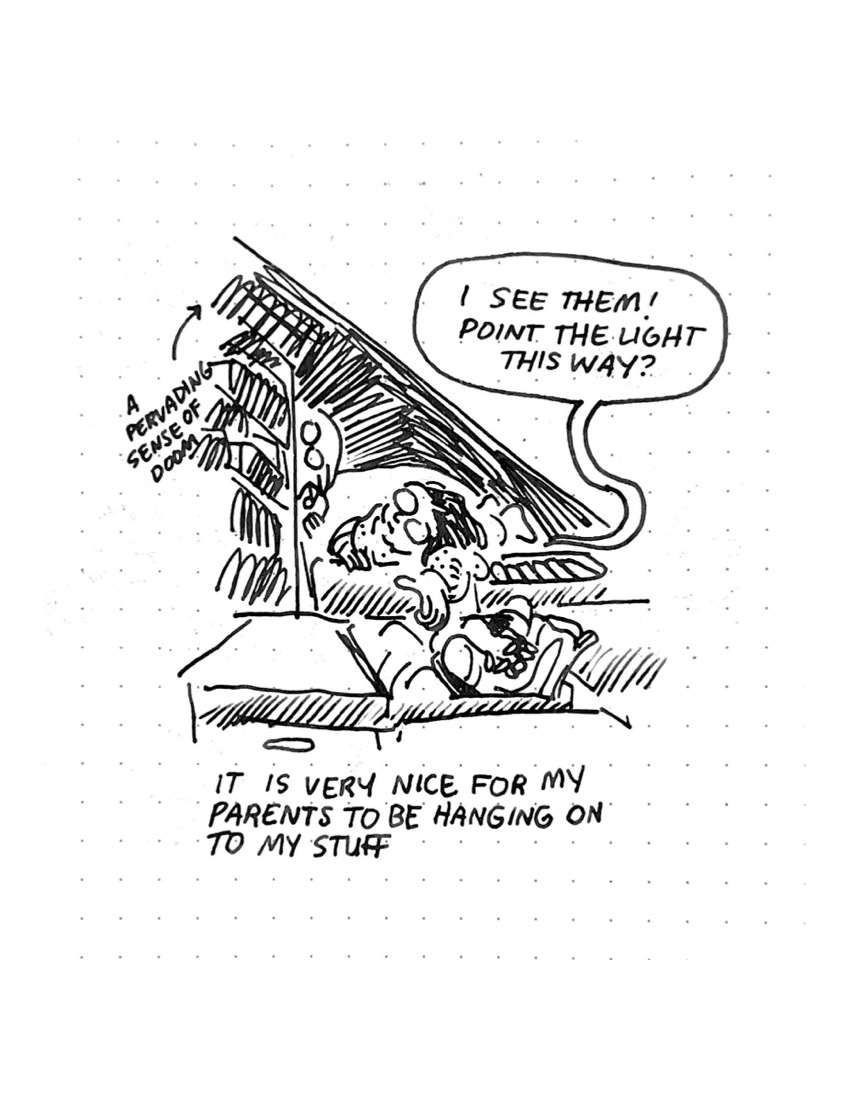 I SEE THEM!
POINT THE LIGHT
THIS WAY?
A
PERVADING
SENSE OF
DOOM
IT IS VERY NICE FOR MY
PARENTS TO BE HANGING ON
TO MY STUFF